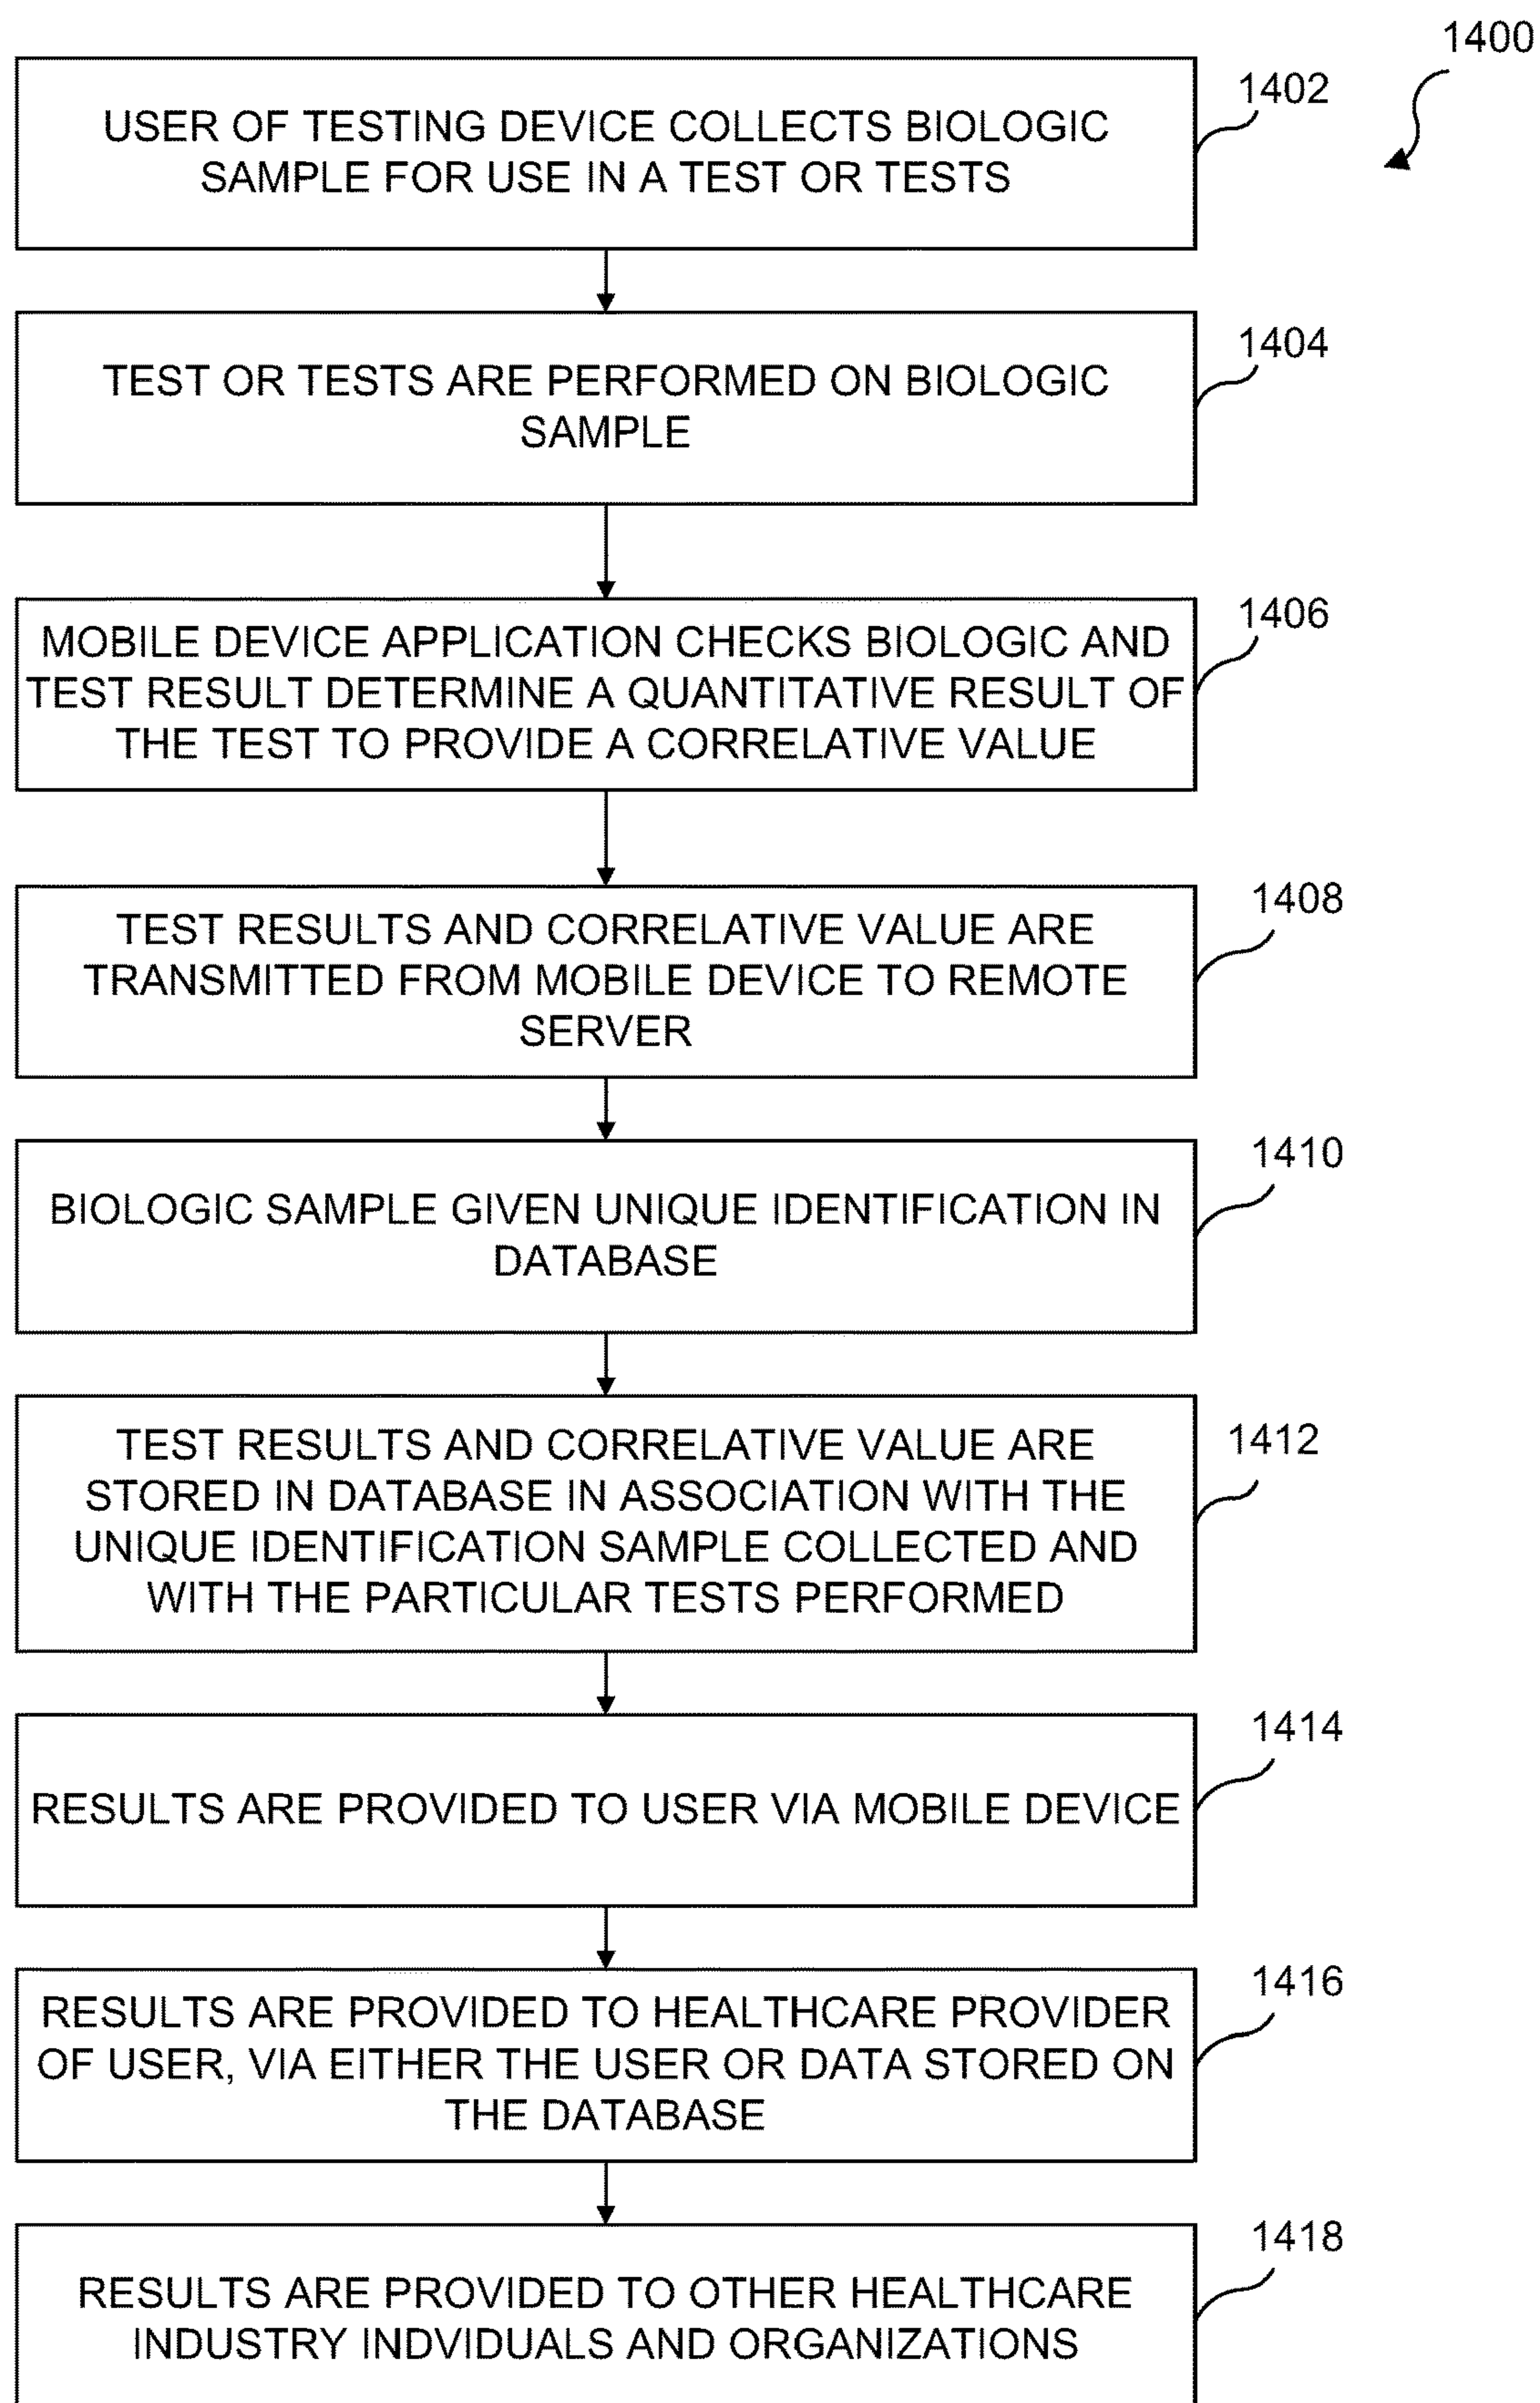 1400
1402
USER OF TESTING DEVICE COLLECTS BIOLOGIC
SAMPLE FOR USE IN A TEST OR TESTS
1404
TEST OR TESTS ARE PERFORMED ON BIOLOGIC
SAMPLE
1406
MOBILE DEVICE APPLICATION CHECKS BIOLOGIC AND
TEST RESULT DETERMINE A QUANTITATIVE RESULT OF
THE TEST TO PROVIDE A CORRELATIVE VALUE
1408
TEST RESULTS AND CORRELATIVE VALUE ARE
TRANSMITTED FROM MOBILE DEVICE TO REMOTE
SERVER
1410
BIOLOGIC SAMPLE GIVEN UNIQUE IDENTIFICATION IN
DATABASE
1412
TEST RESULTS AND CORRELATIVE VALUE ARE
STORED IN DATABASE IN ASSOCIATION WITH THE
UNIQUE IDENTIFICATION SAMPLE COLLECTED AND
WITH THE PARTICULAR TESTS PERFORMED
1414
RESULTS ARE PROVIDED TO USER VIA MOBILE DEVICE
1416
RESULTS ARE PROVIDED TO HEALTHCARE PROVIDER
OF USER, VIA EITHER THE USER OR DATA STORED ON
THE DATABASE
1418
RESULTS ARE PROVIDED TO OTHER HEALTHCARE
INDUSTRY INDVIDUALS AND ORGANIZATIONS